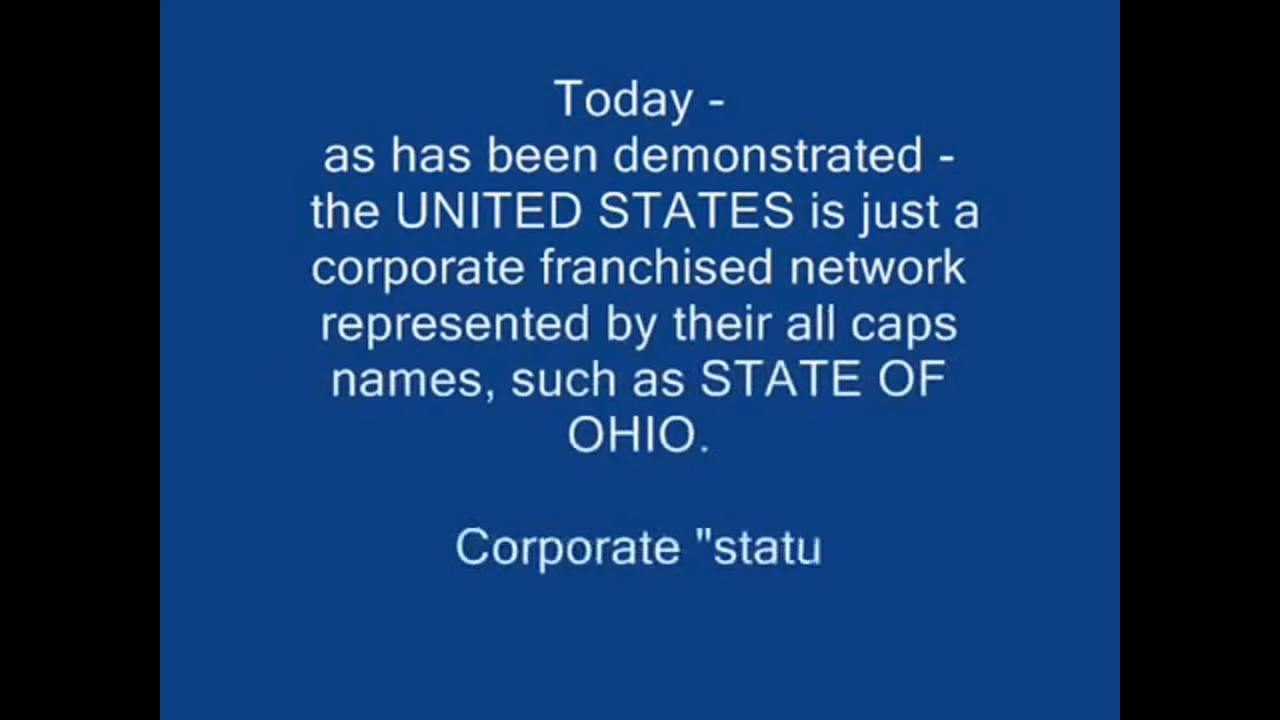 Today -
as has been demonstrated -
the UNITED STATES is just a
corporate franchised network
represented by their all caps
names, such as STATE OF
OHIO.
Corporate "statu